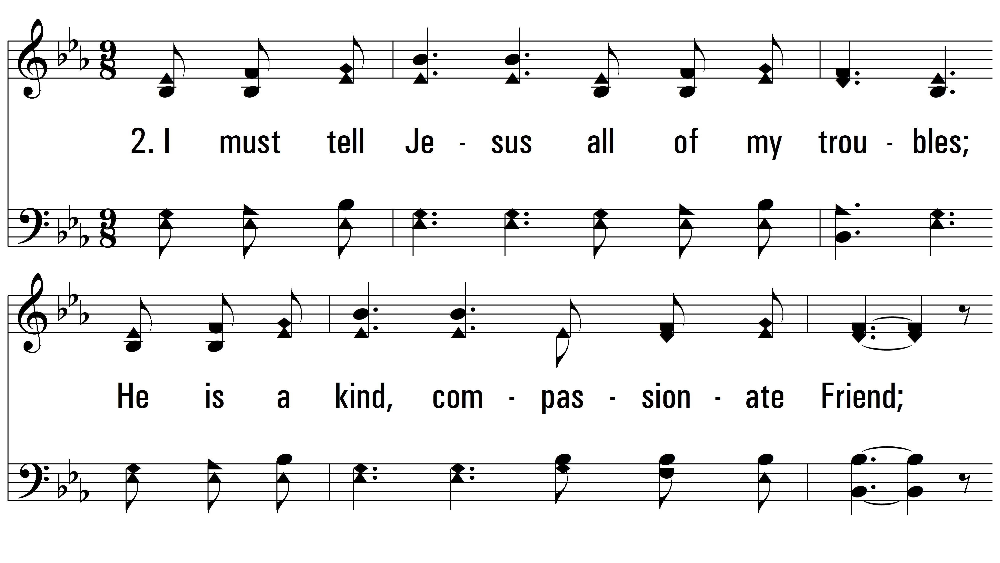 2. I must tell Je - sus all of my trou - bles;
He is a kind, com - pas - sion - ate Friend;